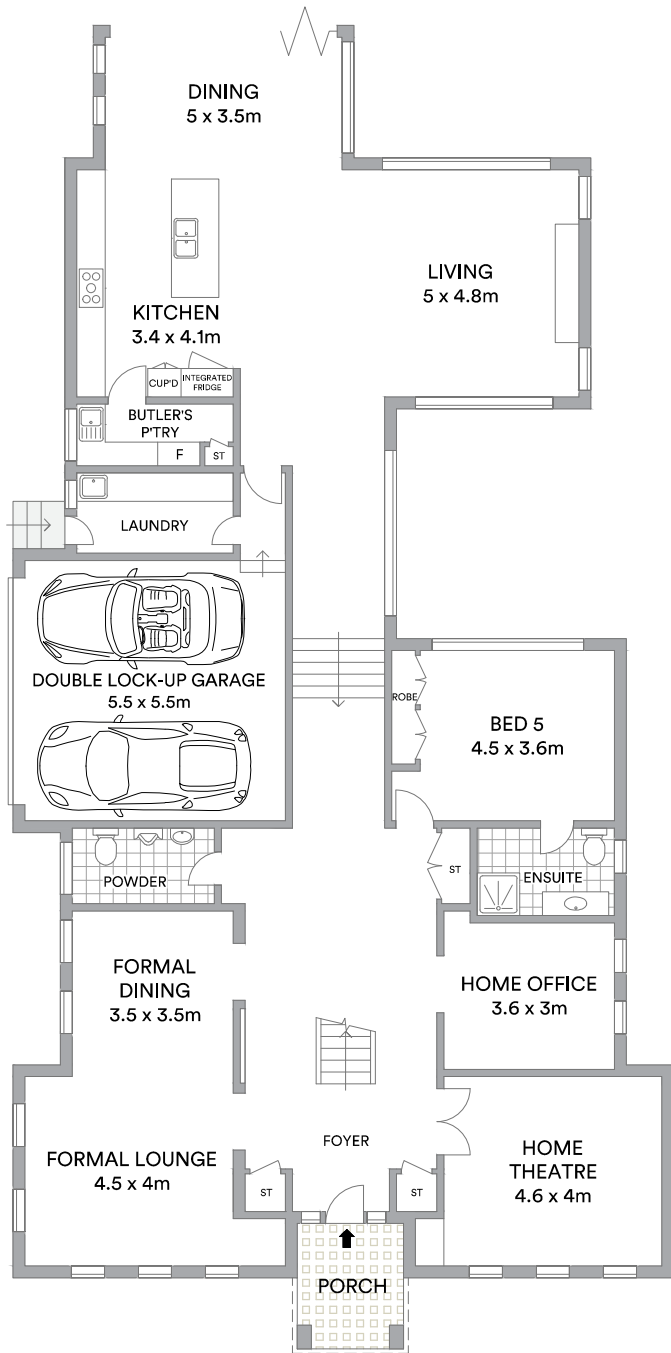 DINING
5 x 3.5m
LIVING
5 x 4.8m
KITCHEN
3.4 x 4.1m
CUP'D
INTEGRATED
FRIDGE
BUTLER'S
P'TRY
F
ST
LAUNDRY
DOUBLE LOCK-UP GARAGE
5.5 x 5.5m
ROBE
BED 5
4.5 x 3.6m
POWDER
ST
ENSUITE
FORMAL
DINING
3.5 x 3.5m
HOME OFFICE
3.6 x 3m
FOYER
FORMAL LOUNGE
4.5 x 4m
HOME
THEATRE
4.6 x 4m
ST
ST
PORCH